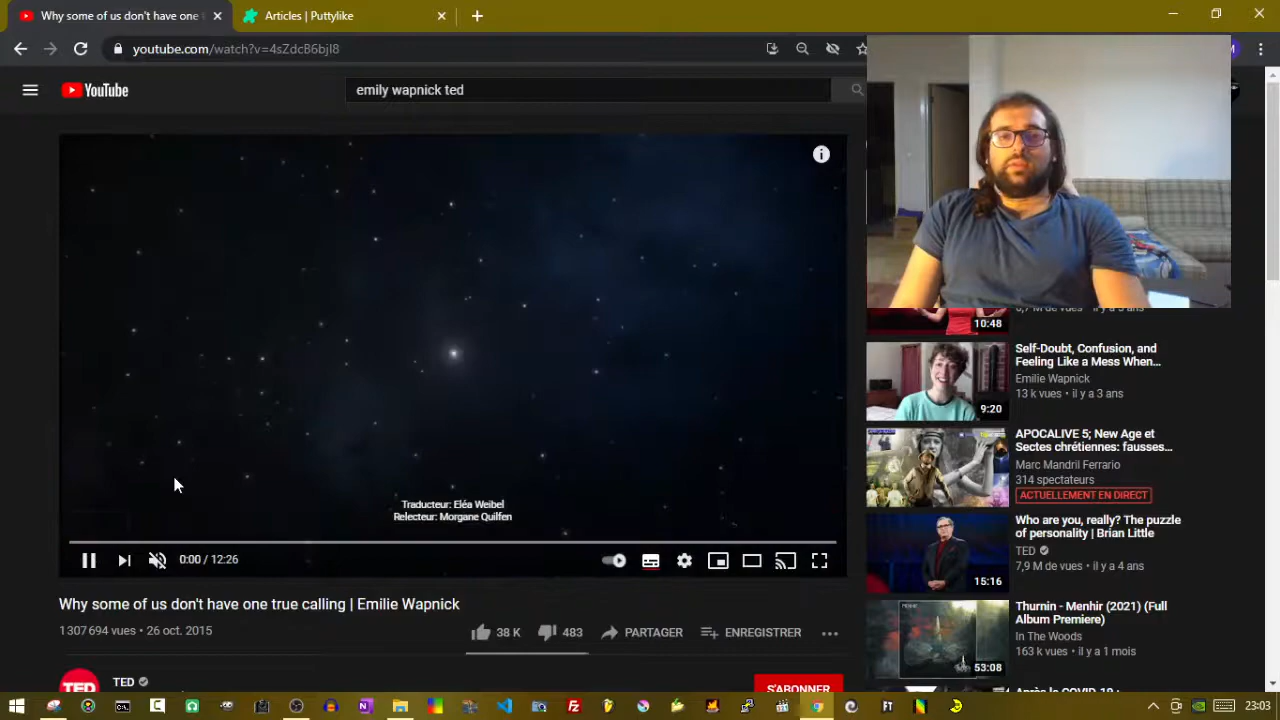 Why some of us don't have one
Articles | Puttylike
youtube.com/watch?v=4sZdcB6bjI8
YouTube
emily wapnick ted
Traducteur: Eléa Weibel
Relecteur: Morgane Quilfen
0:00 / 12:26
Why some of us don't have one true calling | Emilie Wapnick
1 307 694 vues • 26 oct. 2015
38 K
483
PARTAGER
ENREGISTRER
TED
S'ABONNER
10:48
Self-Doubt, Confusion, and
Feeling Like a Mess When...
Emilie Wapnick
13 k vues • il y a 3 ans
9:20
APOCALIVE 5; New Age et
Sectes chrétiennes: fausses...
Marc Mandril Ferrario
314 spectateurs
ACTUELLEMENT EN DIRECT
Who are you, really? The puzzle
of personality | Brian Little
TED
7,9 M de vues • il y a 4 ans
15:16
Thurnin - Menhir (2021) (Full
Album Premiere)
In The Woods
163 k vues • il y a 1 mois
53:08
23:03